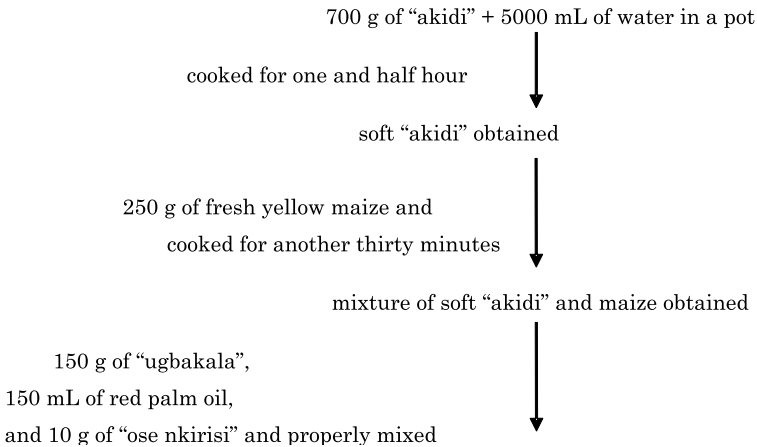 700 g of “akidi” + 5000 mL of water in a pot
cooked for one and half hour
soft “akidi” obtained
250 g of fresh yellow maize and
cooked for another thirty minutes
mixture of soft “akidi” and maize obtained
150 g of “ugbakala”,
150 mL of red palm oil,
and 10 g of “ose nkirisi” and properly mixed